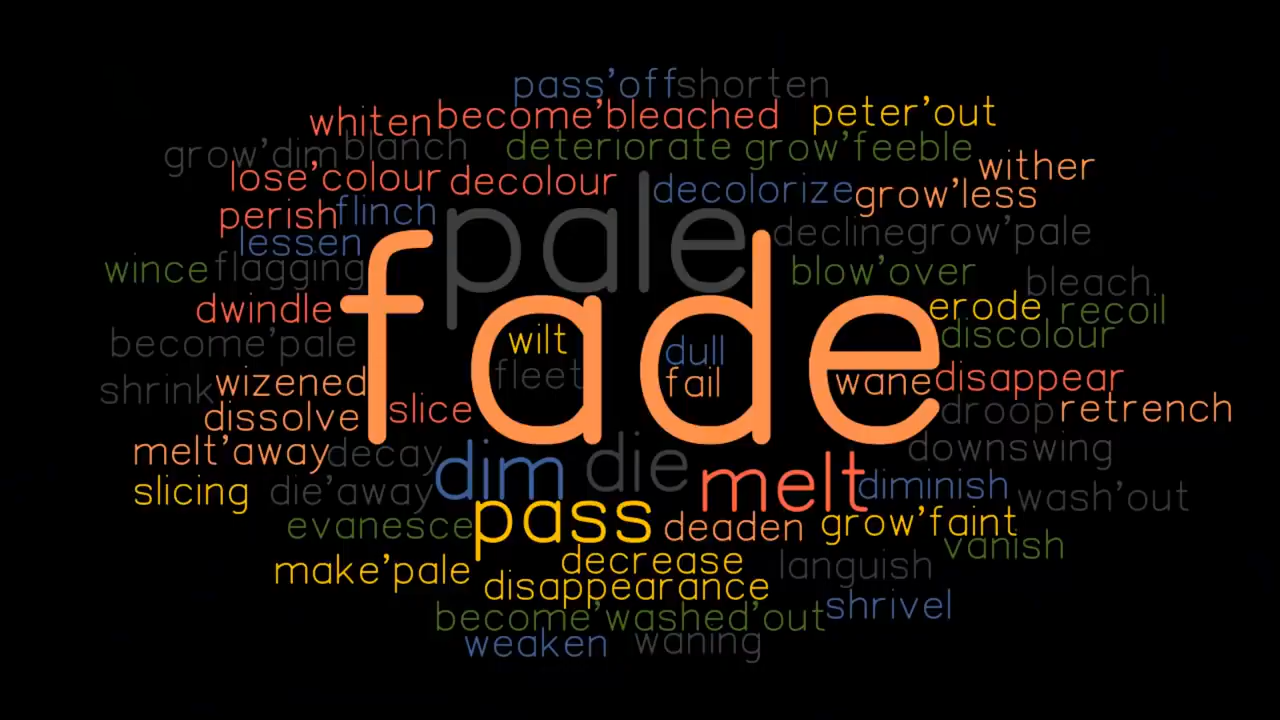 pass'off shorten
whiten become'bleached peter'out
grow'dim blanch deteriorate grow'feeble
wither
lose'colour decolour decolorize grow'less
perish flinch pale decline grow'pale
lessen
wince flagging blow'over bleach
dwindle fade erode recoil
become'pale wilt dull discolour
shrink wizened fleet fail wane disappear
dissolve slice droop retrench
melt'away decay dim die melt downswing
slicing die'away diminish wash'out
evanesce pass deaden grow'faint
vanish
make'pale decrease languish
disappearance
become'washed'out shrivel
weaken waning